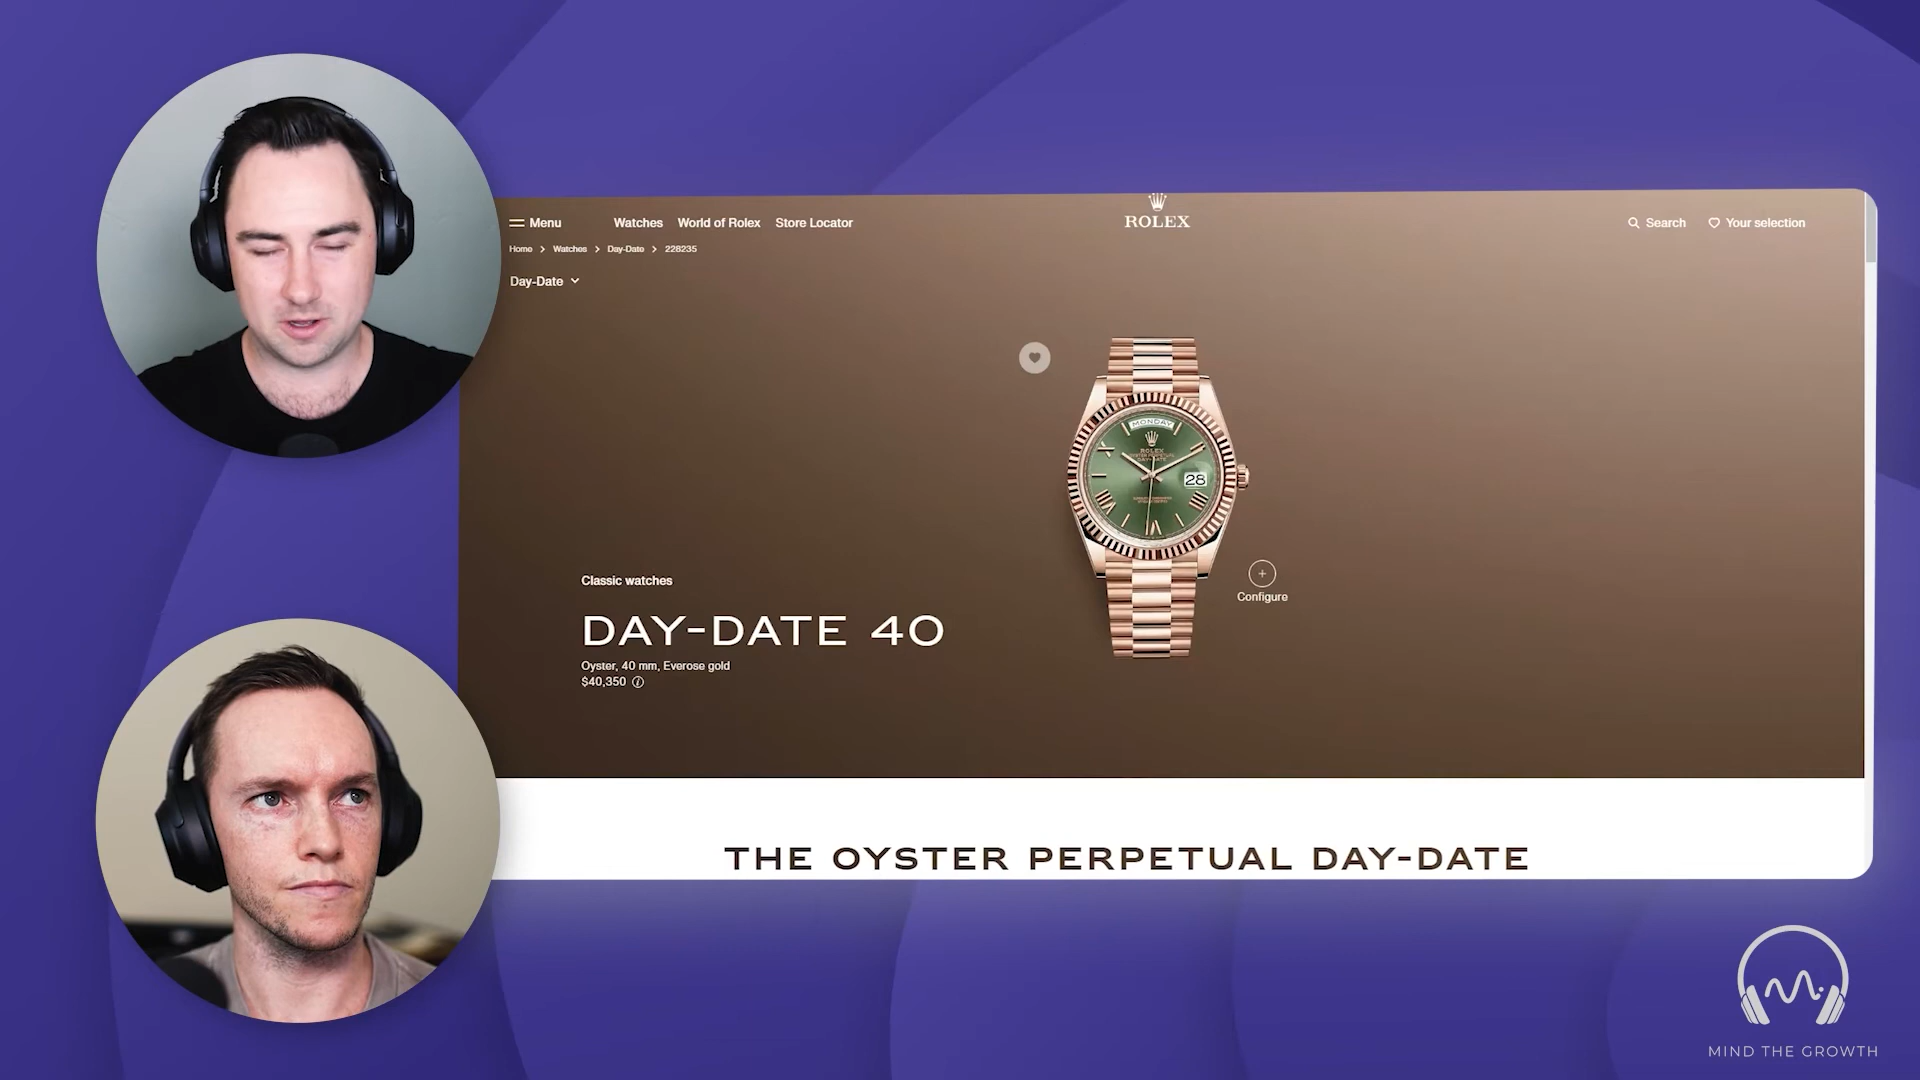 Menu
Watches
World of Rolex
Store Locator
ROLEX
Search
Your selection
Home > Watches > Day-Date > 228235
Day-Date
MONDAY
ROLEX
28
Configure
Classic watches
DAY-DATE 40
Oyster, 40 mm, Everose gold
$40,350
THE OYSTER PERPETUAL DAY-DATE
MIND THE GROWTH